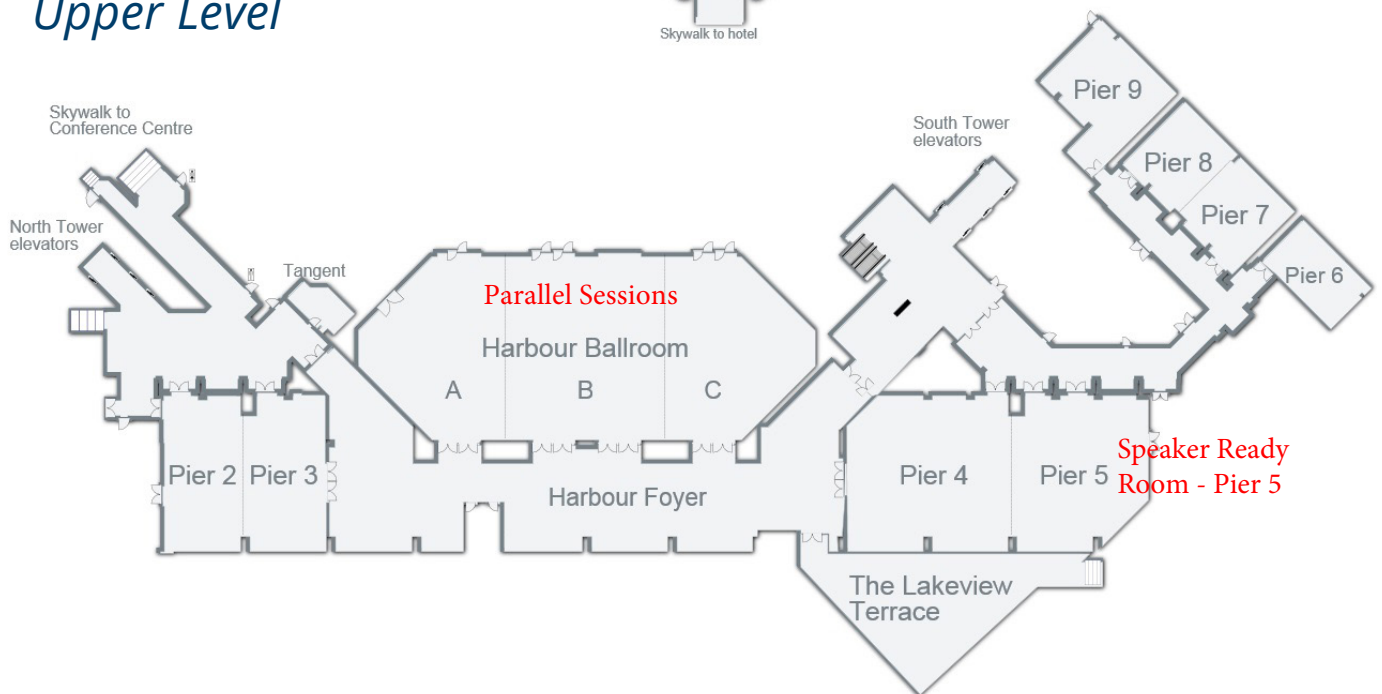 Upper Level
Skywalk to hotel
Skywalk to
Conference Centre
North Tower
elevators
Tangent
South Tower
elevators
Pier 9
Pier 8
Pier 7
Pier 6
Parallel Sessions
Harbour Ballroom
A
B
C
Pier 2
Pier 3
Harbour Foyer
Pier 4
Pier 5
Speaker Ready
Room - Pier 5
The Lakeview
Terrace